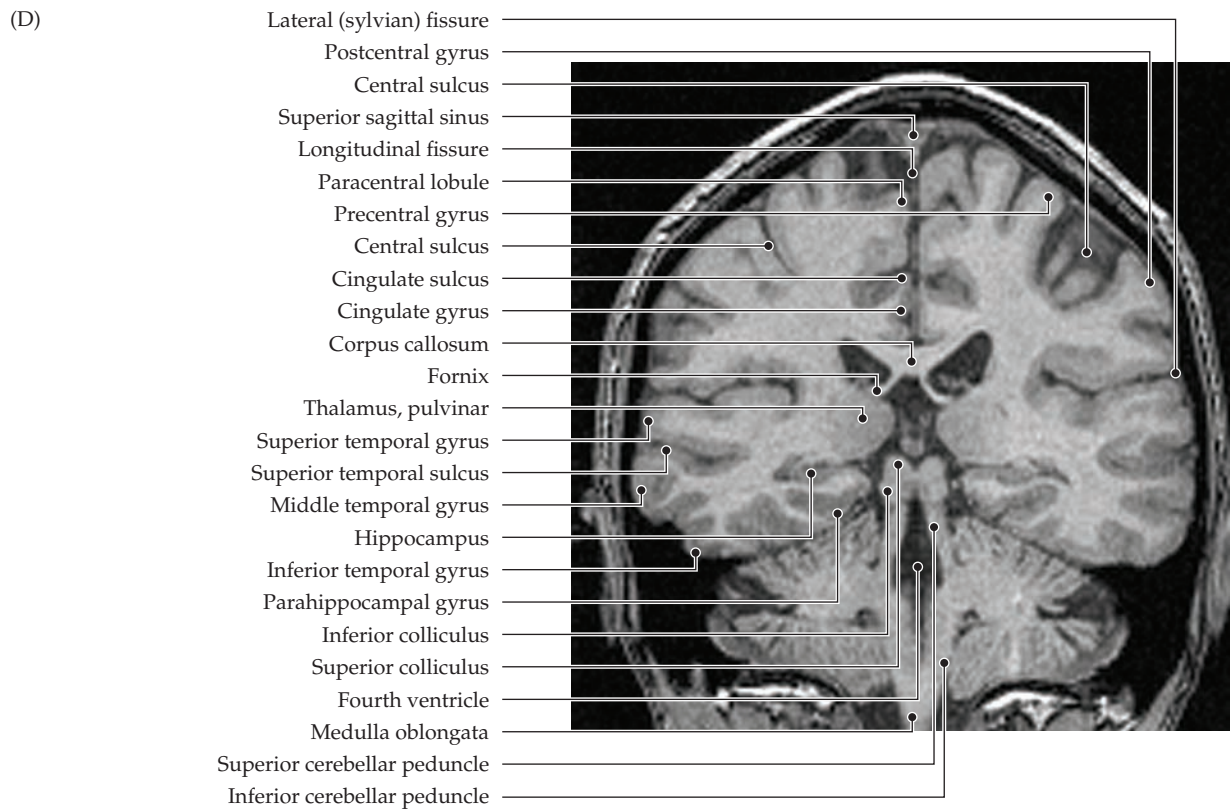 (D)
Lateral (sylvian) fissure
Postcentral gyrus
Central sulcus
Superior sagittal sinus
Longitudinal fissure
Paracentral lobule
Precentral gyrus
Central sulcus
Cingulate sulcus
Cingulate gyrus
Corpus callosum
Fornix
Thalamus, pulvinar
Superior temporal gyrus
Superior temporal sulcus
Middle temporal gyrus
Hippocampus
Inferior temporal gyrus
Parahippocampal gyrus
Inferior colliculus
Superior colliculus
Fourth ventricle
Medulla oblongata
Superior cerebellar peduncle
Inferior cerebellar peduncle